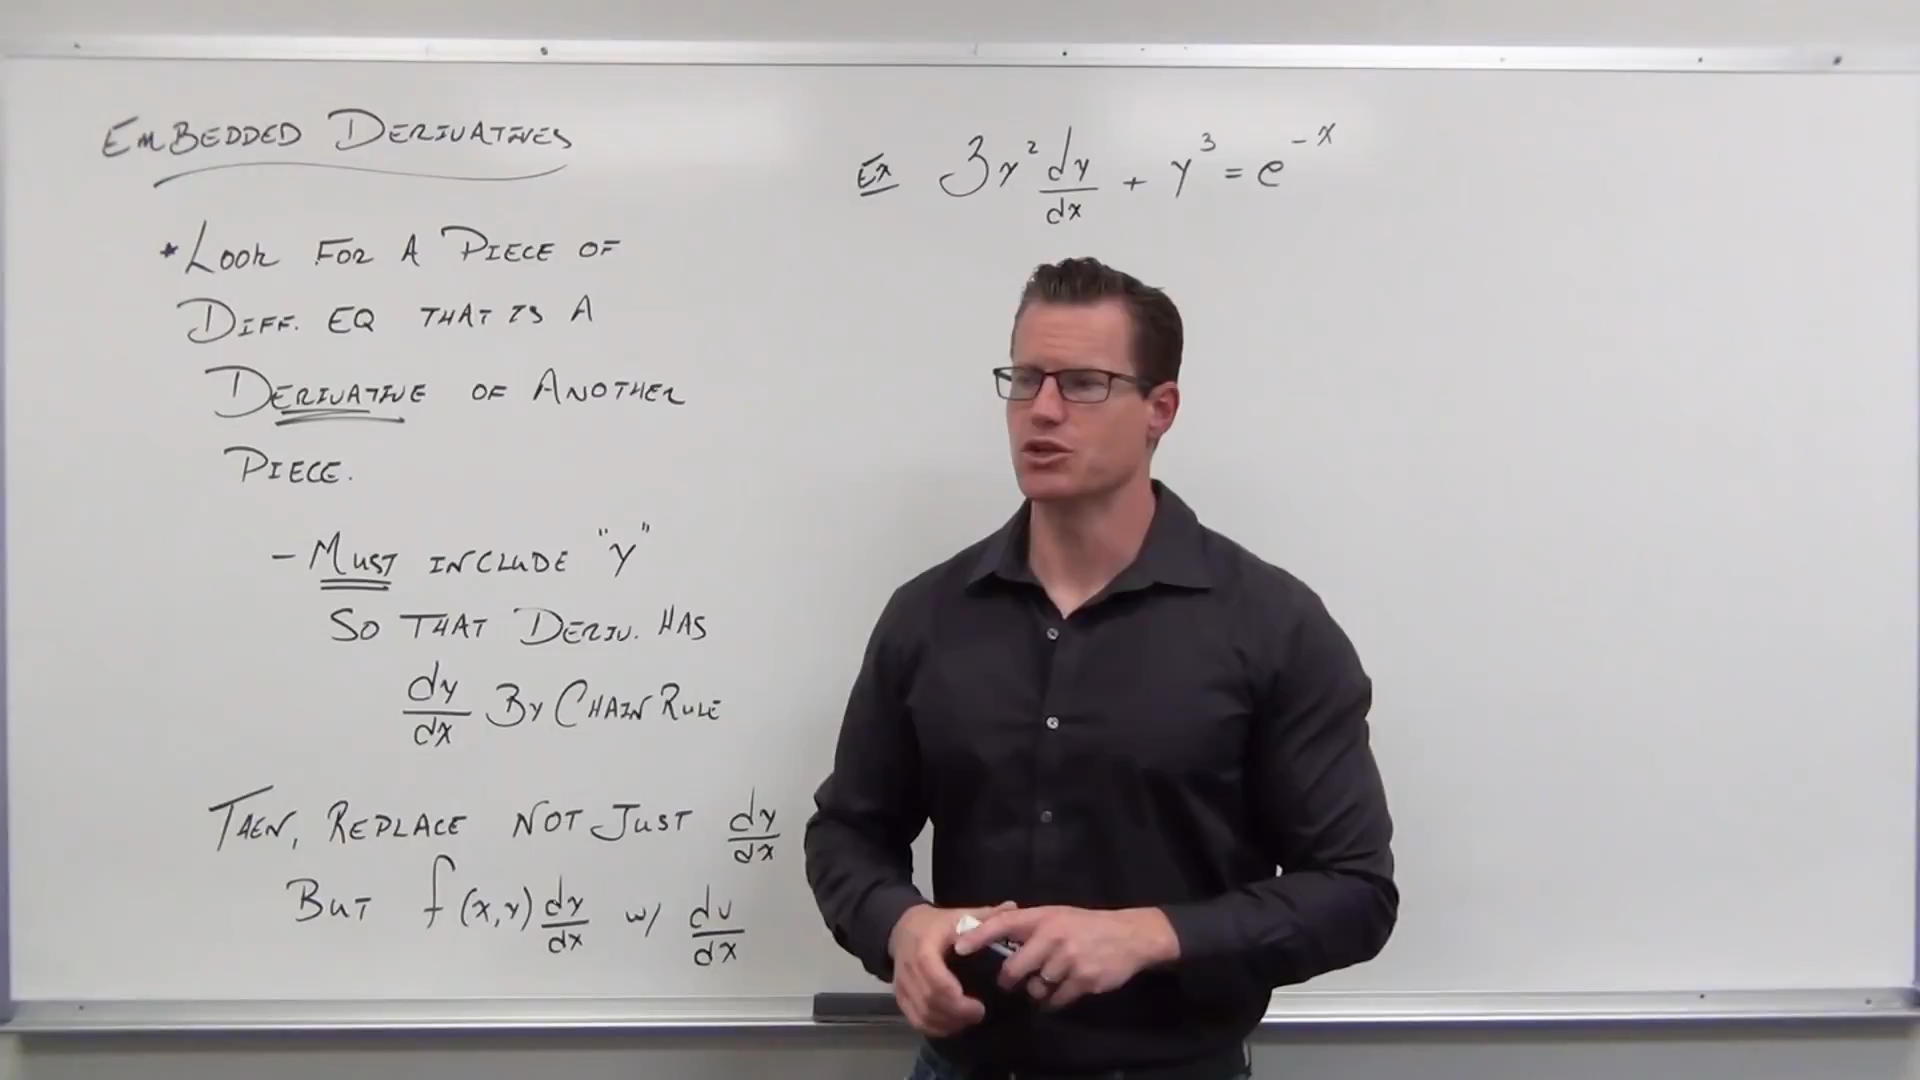 EMBEDDED DERIVATIVES
* LOOK FOR A PIECE OF
DIFF. EQ THAT IS A
DERIVATIVE OF ANOTHER
PIECE.
- MUST INCLUDE "Y"
SO THAT DERIV. HAS
dy/dx BY CHAIN RULE
THEN, REPLACE NOT JUST dy/dx
BUT f(x,y) dy/dx w/ dv/dx
EX 3y² dy/dx + y³ = e^-x